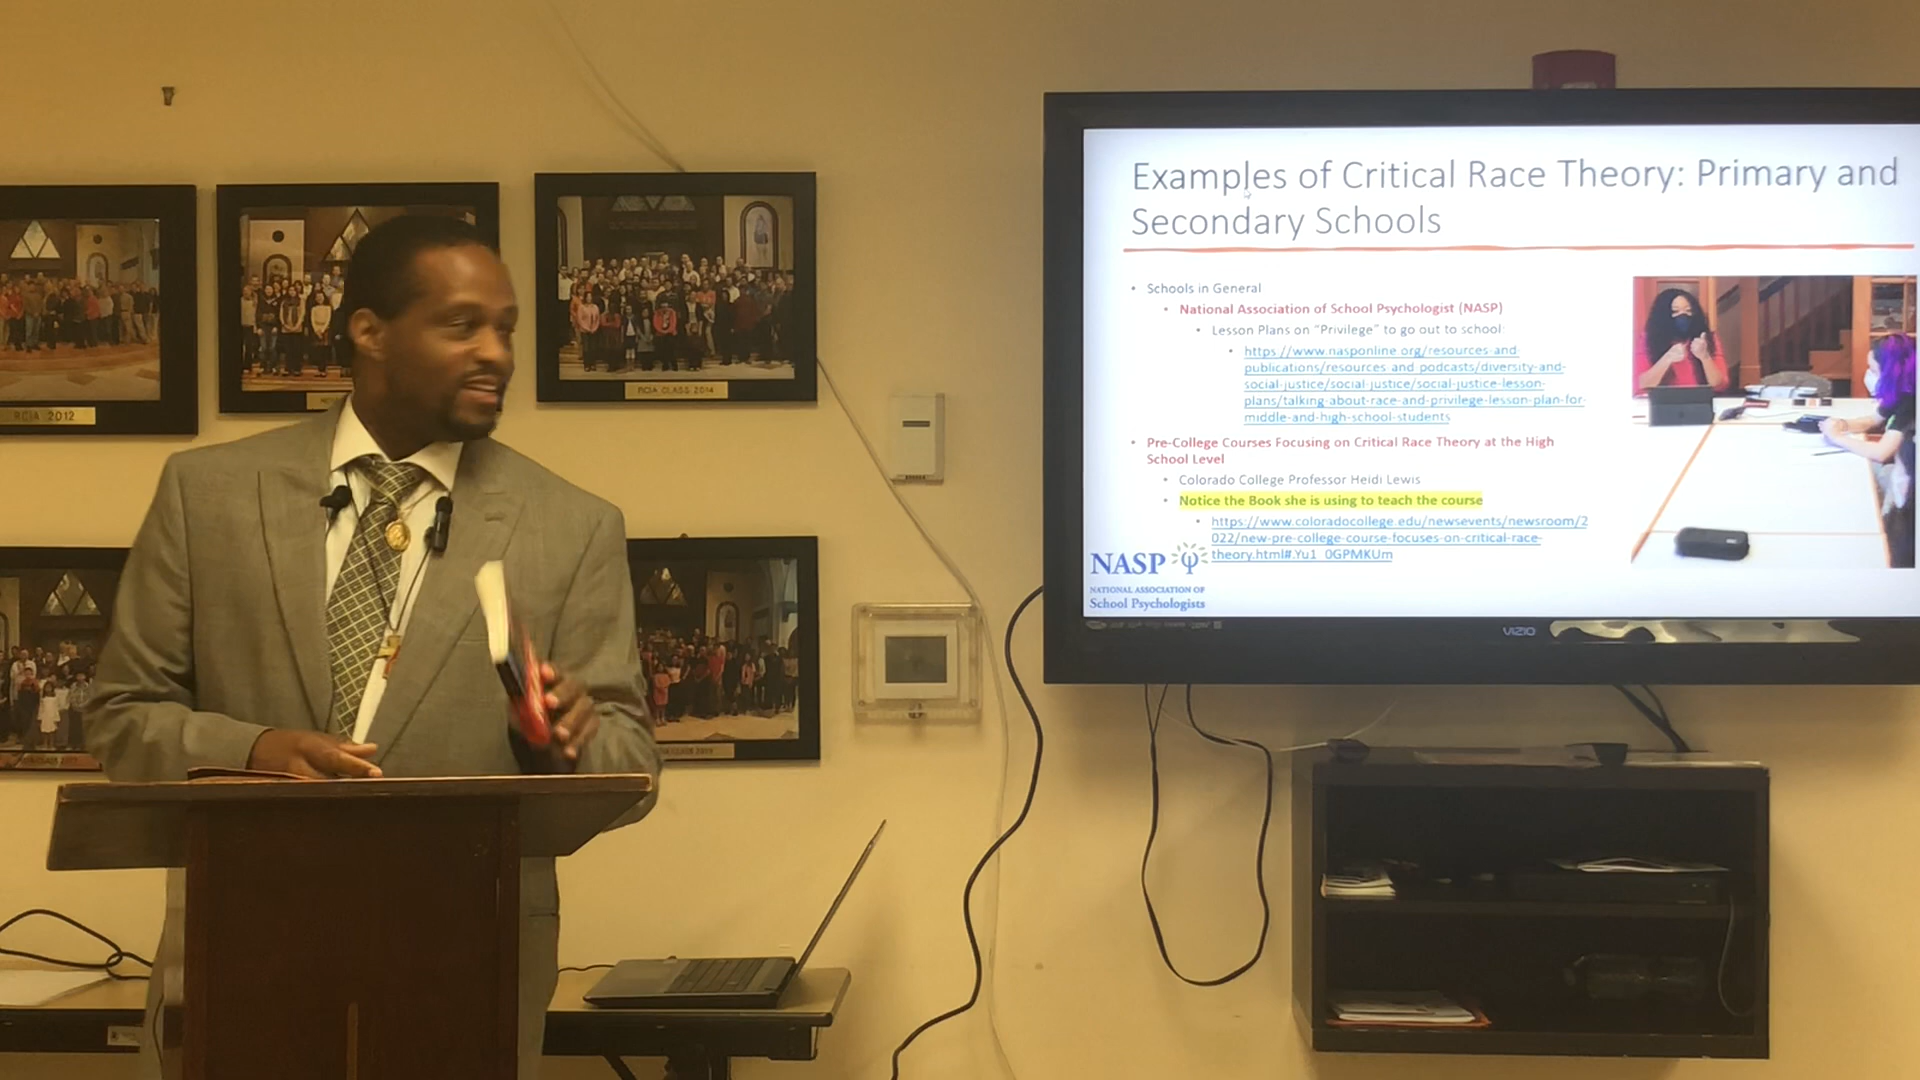 Examples of Critical Race Theory: Primary and
Secondary Schools
• Schools in General
• National Association of School Psychologist (NASP)
• Lesson Plans on "Privilege" to go out to school
• https://www.nasponline.org/resources-and-
publications/resources-and-podcasts/diversity-and-
social-justice/social-justice/social-justice-lesson-
plans/talking-about-race-and-privilege-lesson-plan-for-
middle-and-high-school-students
• Pre-College Courses Focusing on Critical Race Theory at the High
School Level
• Colorado College Professor Heidi Lewis
• Notice the Book she is using to teach the course
• https://www.coloradocollege.edu/newsevents/newsroom/2
022/new-pre-college-course-focuses-on-critical-race-
theory.html#.Yu1_0GPMKUm
NASP
NATIONAL ASSOCIATION OF
School Psychologists
VIZIO
RCIA 2012
RCIA CLASS 2014